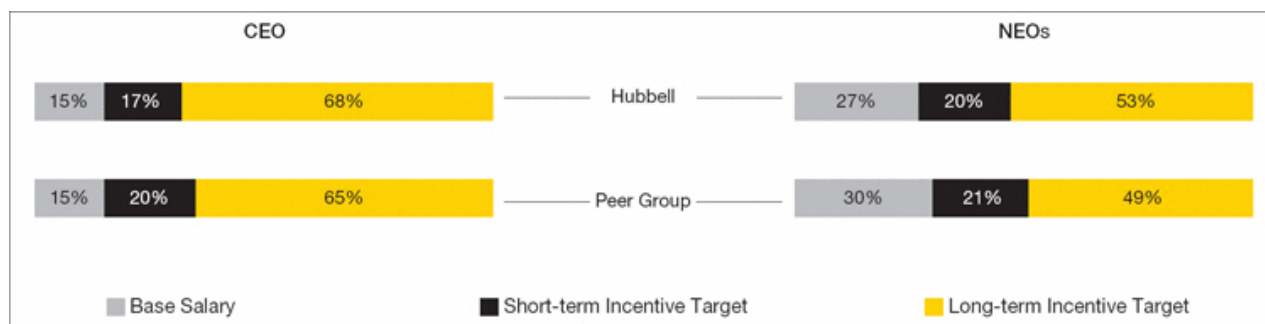 CEO NEOs
15% 17% 68% Hubbell 27% 20% 53%
15% 20% 65% Peer Group 30% 21% 49%
Base Salary Short-term Incentive Target Long-term Incentive Target